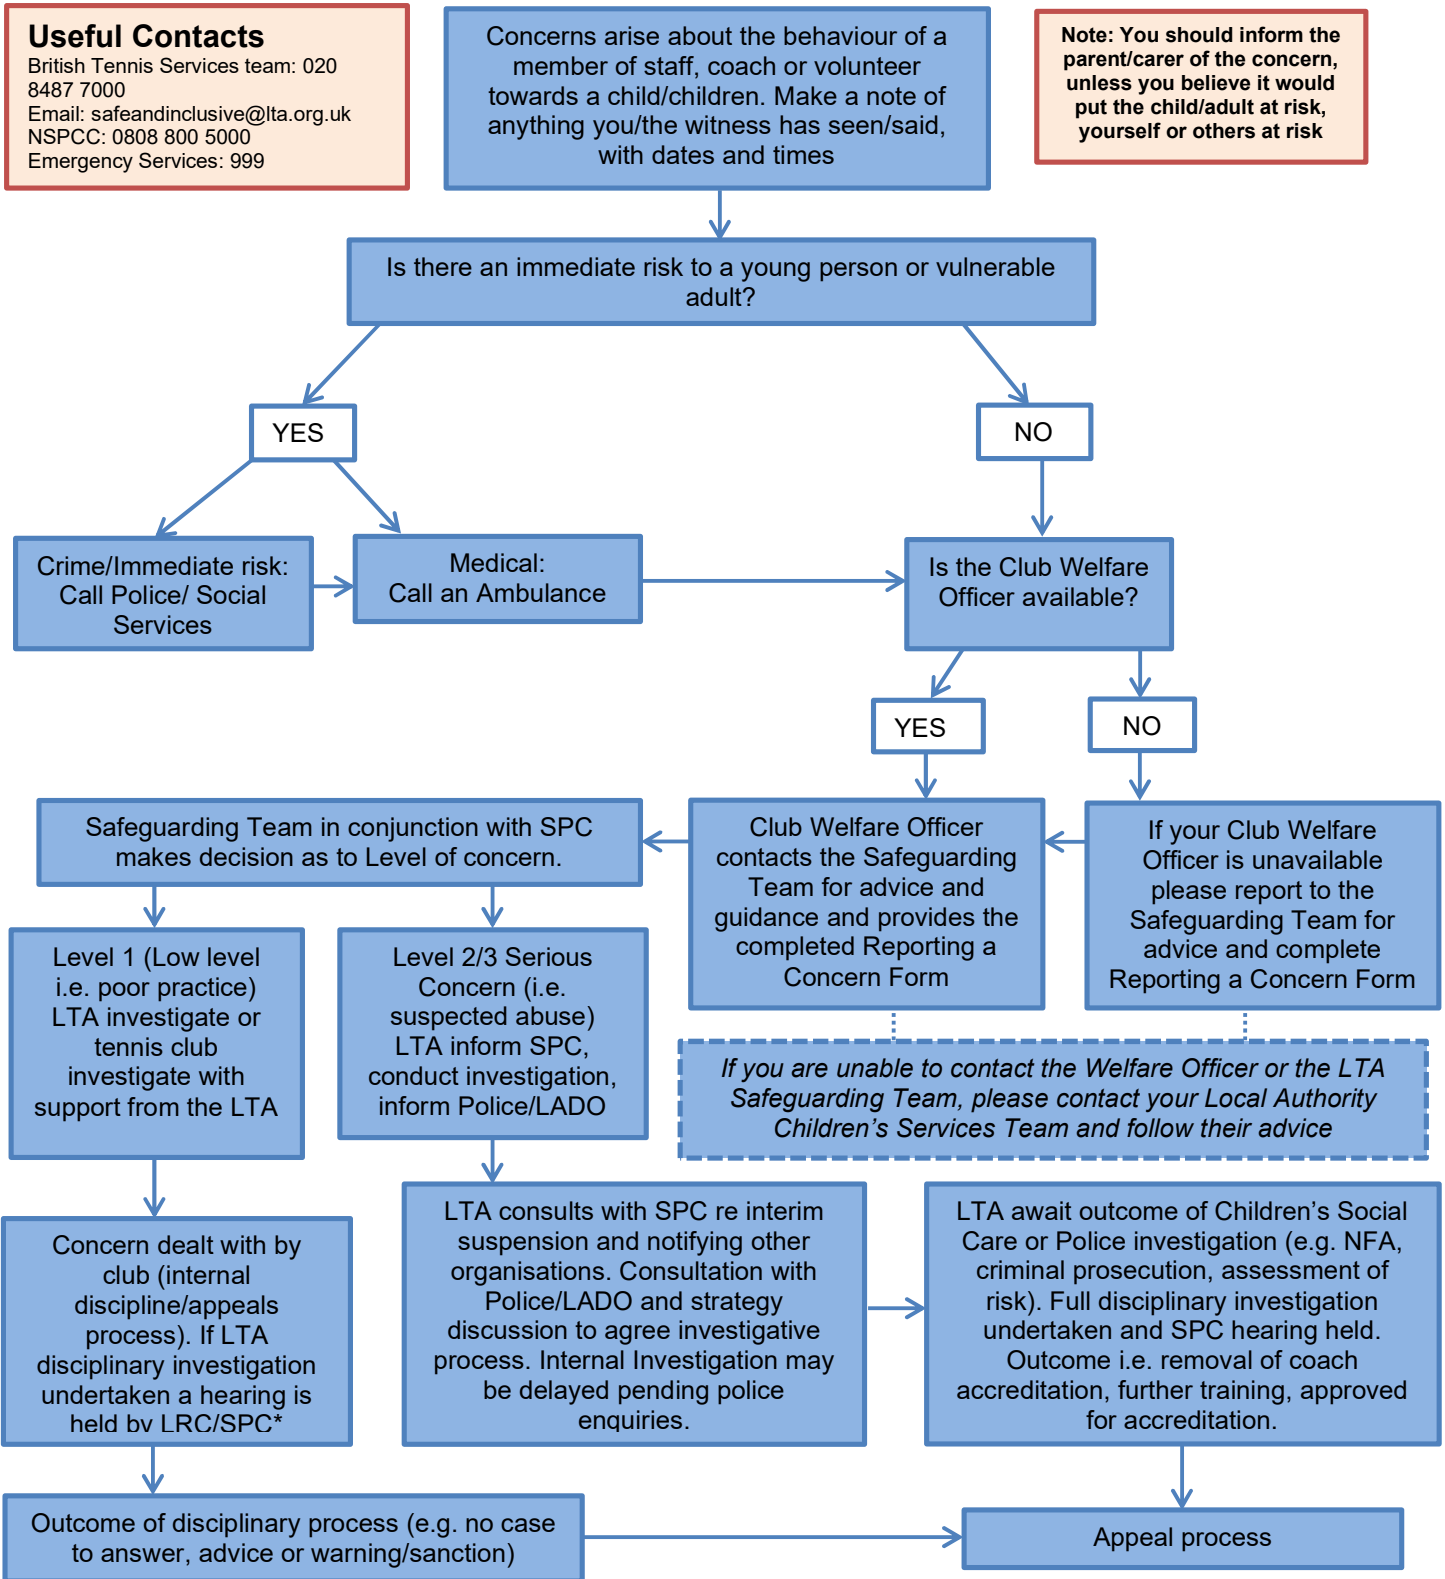 Useful Contacts
British Tennis Services team: 020
8487 7000
Email: safeandinclusive@lta.org.uk
NSPCC: 0808 800 5000
Emergency Services: 999
Concerns arise about the behaviour of a
member of staff, coach or volunteer
towards a child/children. Make a note of
anything you/the witness has seen/said,
with dates and times
Note: You should inform the
parent/carer of the concern,
unless you believe it would
put the child/adult at risk,
yourself or others at risk
Is there an immediate risk to a young person or vulnerable
adult?
YES
NO
Crime/Immediate risk:
Call Police/ Social
Services
Medical:
Call an Ambulance
Is the Club Welfare
Officer available?
YES
NO
Safeguarding Team in conjunction with SPC
makes decision as to Level of concern.
Club Welfare Officer
contacts the Safeguarding
Team for advice and
guidance and provides the
completed Reporting a
Concern Form
If your Club Welfare
Officer is unavailable
please report to the
Safeguarding Team for
advice and complete
Reporting a Concern Form
Level 1 (Low level
i.e. poor practice)
LTA investigate or
tennis club
investigate with
support from the LTA
Level 2/3 Serious
Concern (i.e.
suspected abuse)
LTA inform SPC,
conduct investigation,
inform Police/LADO
If you are unable to contact the Welfare Officer or the LTA
Safeguarding Team, please contact your Local Authority
Children’s Services Team and follow their advice
Concern dealt with by
club (internal
discipline/appeals
process). If LTA
disciplinary investigation
undertaken a hearing is
held by LRC/SPC*
LTA consults with SPC re interim
suspension and notifying other
organisations. Consultation with
Police/LADO and strategy
discussion to agree investigative
process. Internal Investigation may
be delayed pending police
enquiries.
LTA await outcome of Children’s Social
Care or Police investigation (e.g. NFA,
criminal prosecution, assessment of
risk). Full disciplinary investigation
undertaken and SPC hearing held.
Outcome i.e. removal of coach
accreditation, further training, approved
for accreditation.
Outcome of disciplinary process (e.g. no case
to answer, advice or warning/sanction)
Appeal process